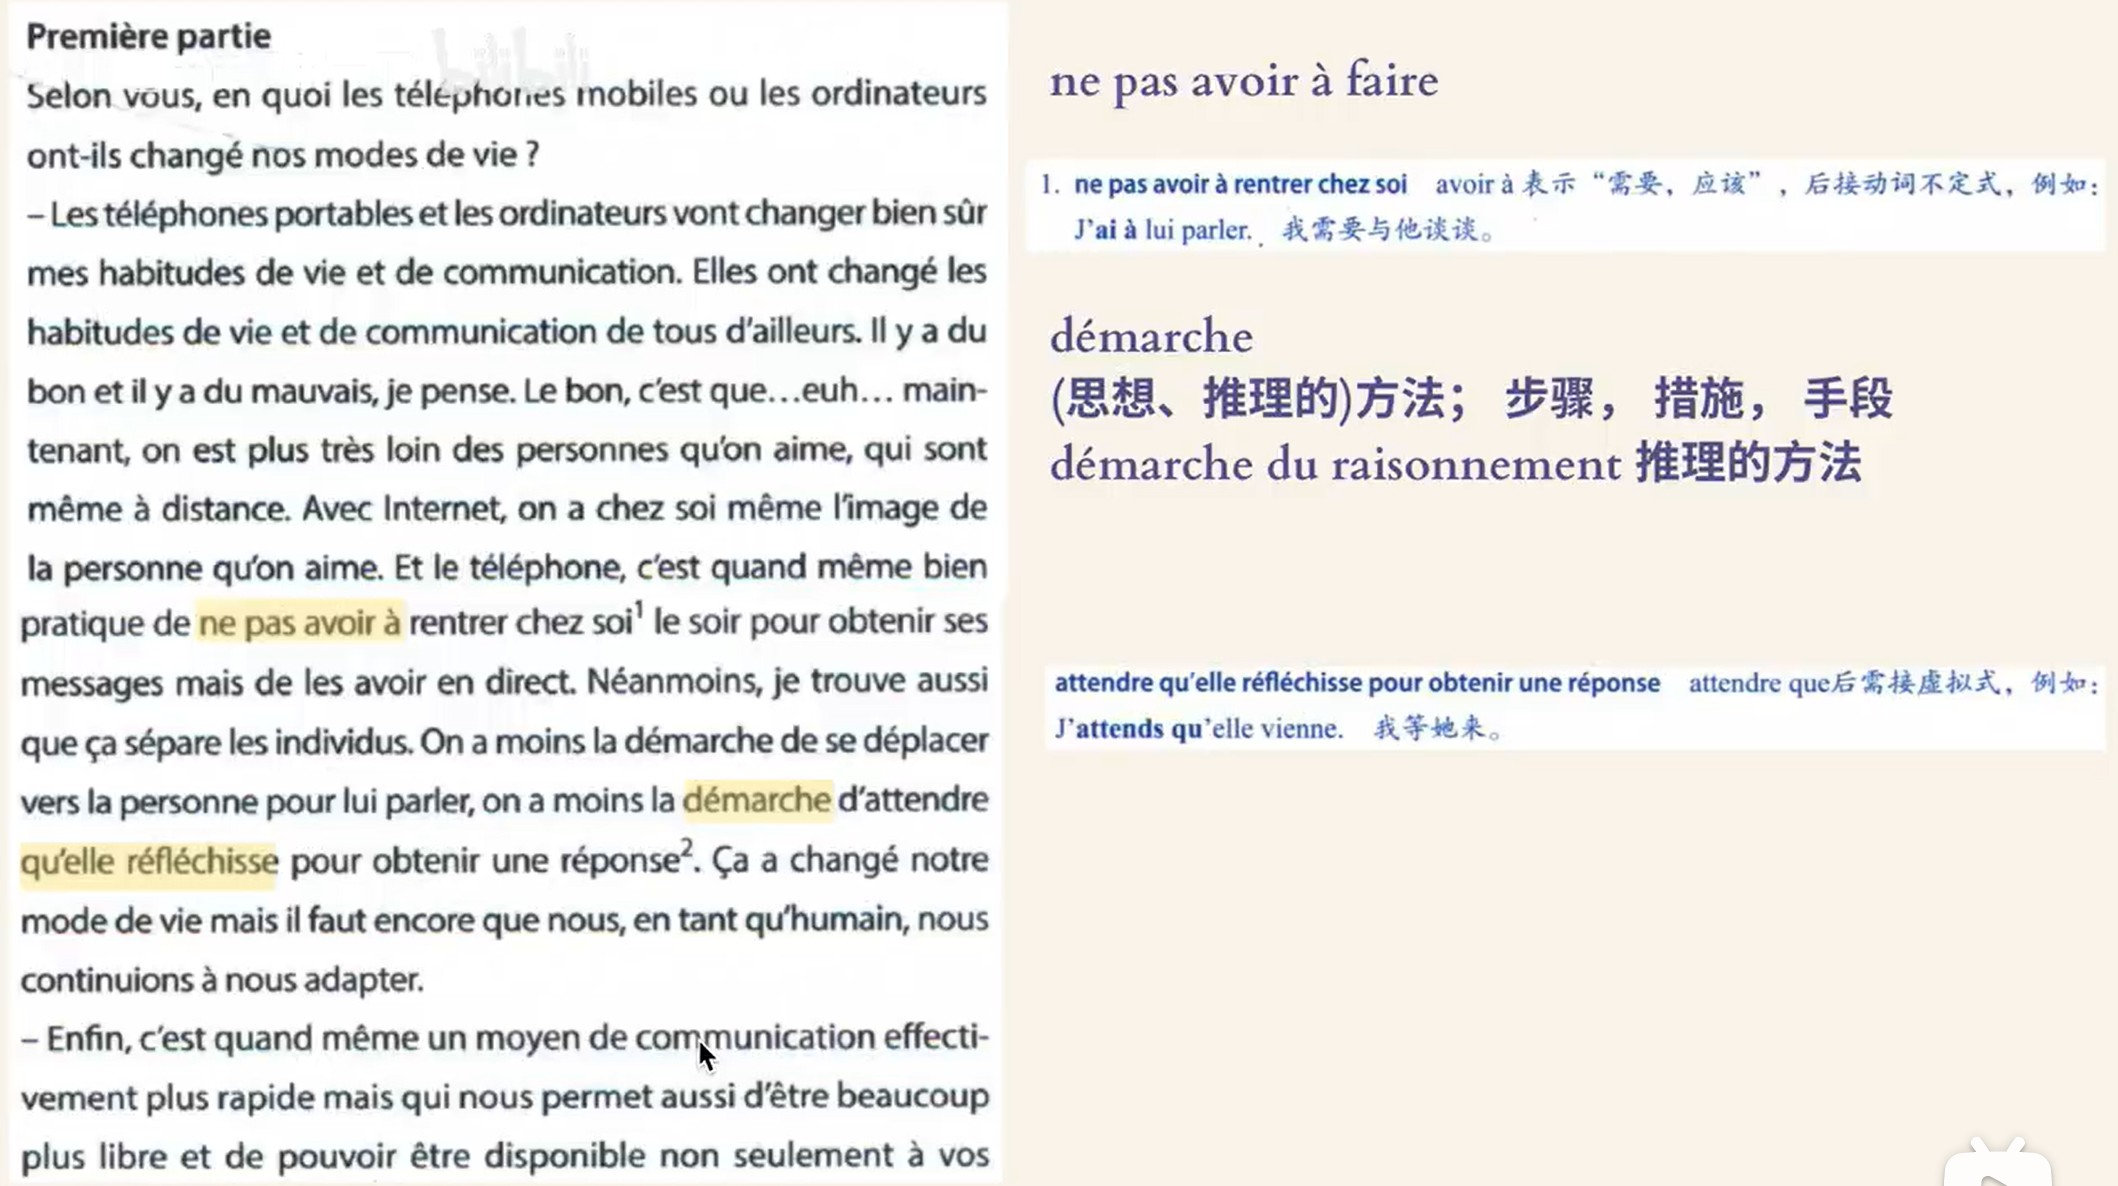 Première partie
Selon vous, en quoi les téléphones mobiles ou les ordinateurs
ont-ils changé nos modes de vie ?
– Les téléphones portables et les ordinateurs vont changer bien sûr
mes habitudes de vie et de communication. Elles ont changé les
habitudes de vie et de communication de tous d'ailleurs. Il y a du
bon et il y a du mauvais, je pense. Le bon, c'est que…euh… main-
tenant, on est plus très loin des personnes qu'on aime, qui sont
même à distance. Avec Internet, on a chez soi même l'image de
la personne qu'on aime. Et le téléphone, c'est quand même bien
pratique de ne pas avoir à rentrer chez soi¹ le soir pour obtenir ses
messages mais de les avoir en direct. Néanmoins, je trouve aussi
que ça sépare les individus. On a moins la démarche de se déplacer
vers la personne pour lui parler, on a moins la démarche d'attendre
qu'elle réfléchisse pour obtenir une réponse². Ça a changé notre
mode de vie mais il faut encore que nous, en tant qu'humain, nous
continuions à nous adapter.
– Enfin, c'est quand même un moyen de communication effecti-
vement plus rapide mais qui nous permet aussi d'être beaucoup
plus libre et de pouvoir être disponible non seulement à vos
ne pas avoir à faire
1. ne pas avoir à rentrer chez soi avoir à 表示“需要，应该”，后接动词不定式，例如：
J'ai à lui parler. 我需要与他谈谈。
démarche
(思想、推理的)方法； 步骤， 措施， 手段
démarche du raisonnement 推理的方法
attendre qu'elle réfléchisse pour obtenir une réponse attendre que后需接虚拟式，例如：
J'attends qu'elle vienne. 我等她来。
bilibili